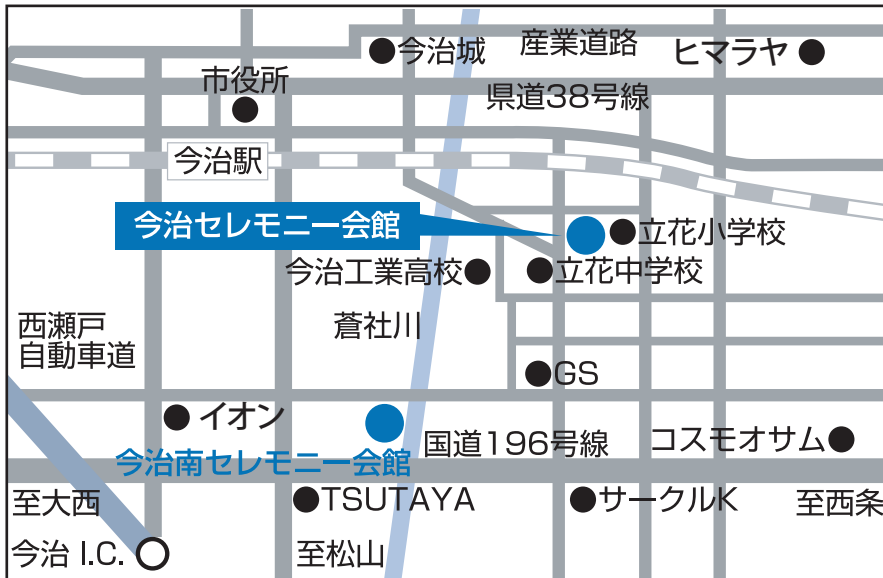 今治城
産業道路
ヒマラヤ
市役所
県道38号線
今治駅
今治セレモニー会館
立花小学校
今治工業高校
立花中学校
西瀬戸
自動車道
蒼社川
GS
イオン
国道196号線
コスモオサム
今治南セレモニー会館
至大西
TSUTAYA
サークルK
至西条
今治 I.C.
至松山